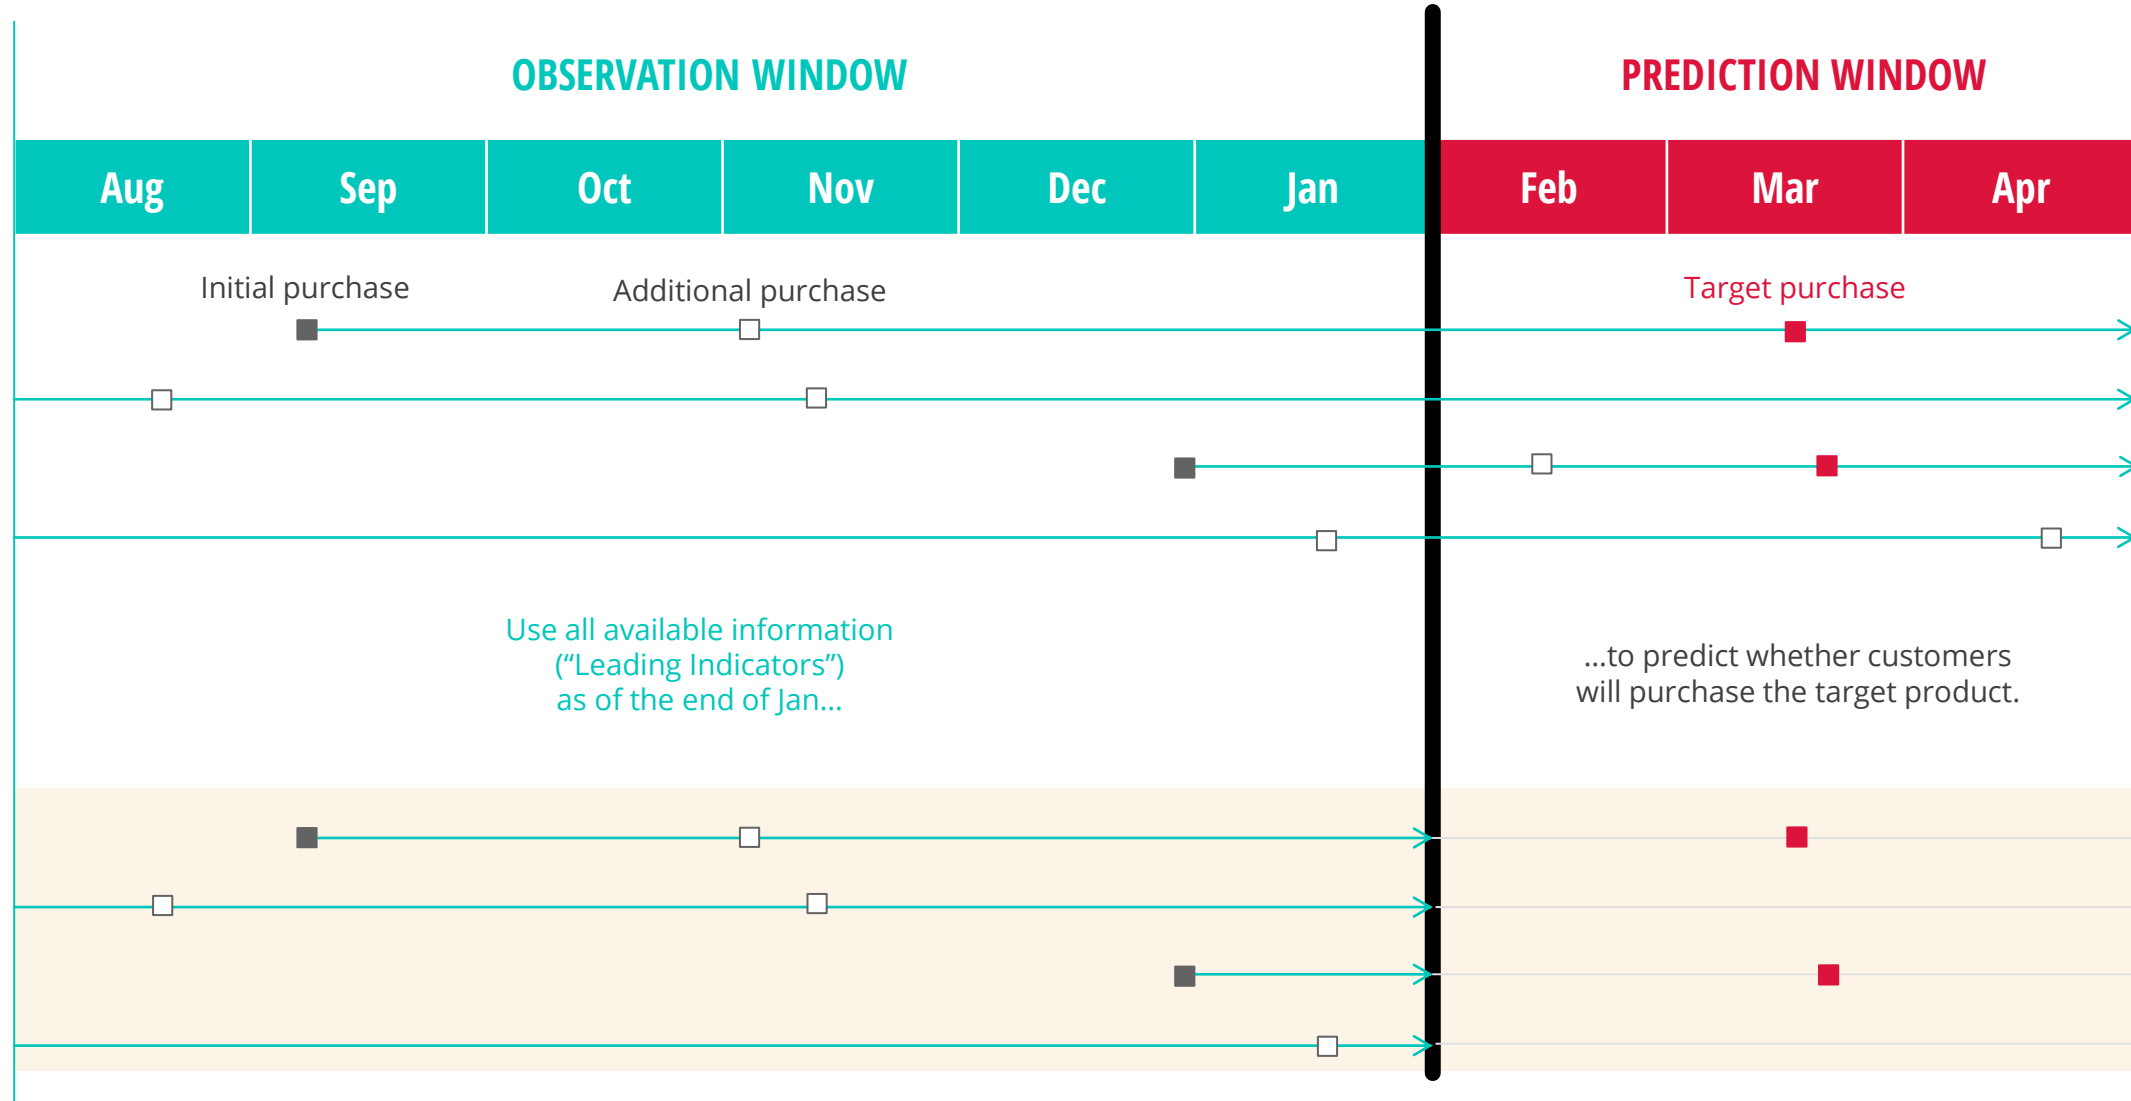 OBSERVATION WINDOW
PREDICTION WINDOW
Aug
Sep
Oct
Nov
Dec
Jan
Feb
Mar
Apr
Initial purchase
Additional purchase
Target purchase
Use all available information
(“Leading Indicators”)
as of the end of Jan...
...to predict whether customers
will purchase the target product.